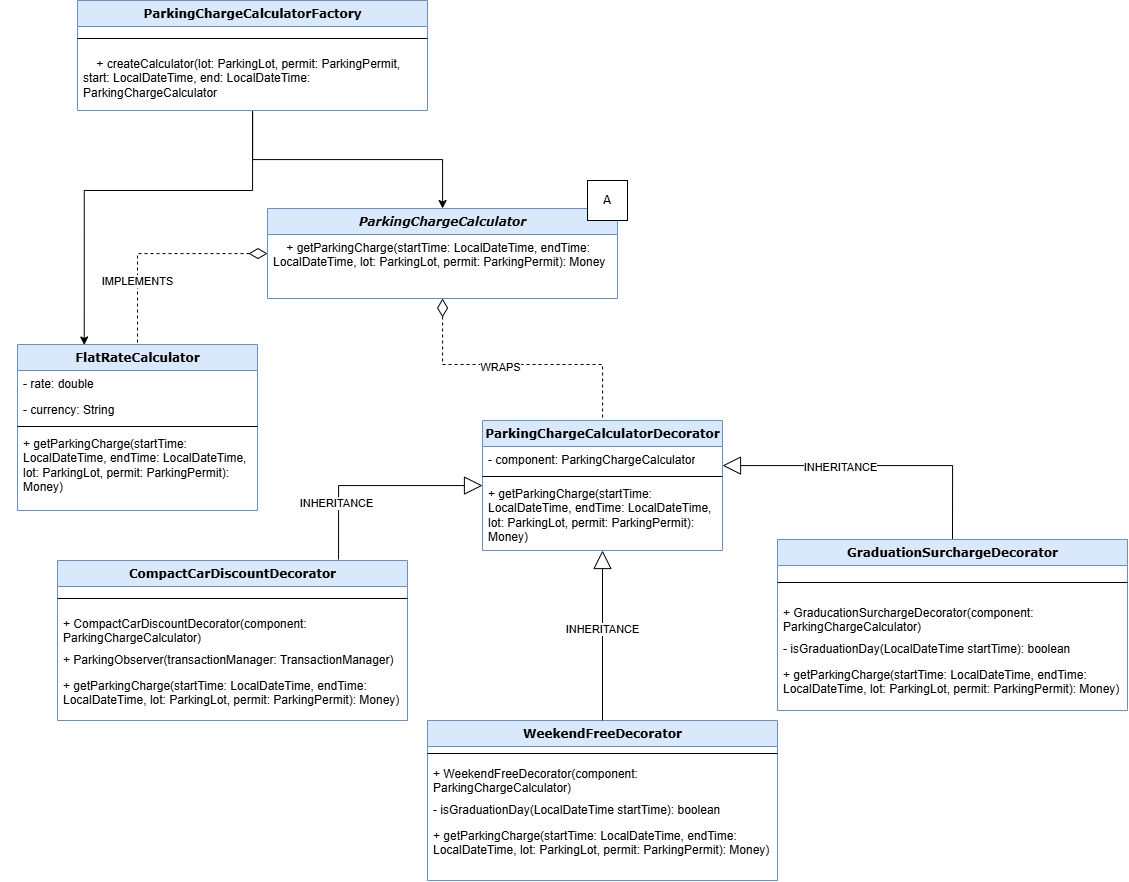 ParkingChargeCalculatorFactory
+ createCalculator(lot: ParkingLot, permit: ParkingPermit,
start: LocalDateTime, end: LocalDateTime:
ParkingChargeCalculator
A
ParkingChargeCalculator
+ getParkingCharge(startTime: LocalDateTime, endTime:
LocalDateTime, lot: ParkingLot, permit: ParkingPermit): Money
IMPLEMENTS
FlatRateCalculator
- rate: double
- currency: String
+ getParkingCharge(startTime:
LocalDateTime, endTime: LocalDateTime,
lot: ParkingLot, permit: ParkingPermit):
Money)
WRAPS
ParkingChargeCalculatorDecorator
- component: ParkingChargeCalculator
+ getParkingCharge(startTime:
LocalDateTime, endTime: LocalDateTime,
lot: ParkingLot, permit: ParkingPermit):
Money)
INHERITANCE
INHERITANCE
CompactCarDiscountDecorator
+ CompactCarDiscountDecorator(component:
ParkingChargeCalculator)
+ ParkingObserver(transactionManager: TransactionManager)
+ getParkingCharge(startTime: LocalDateTime, endTime:
LocalDateTime, lot: ParkingLot, permit: ParkingPermit): Money)
GraduationSurchargeDecorator
+ GraducationSurchargeDecorator(component:
ParkingChargeCalculator)
- isGraduationDay(LocalDateTime startTime): boolean
+ getParkingCharge(startTime: LocalDateTime, endTime:
LocalDateTime, lot: ParkingLot, permit: ParkingPermit): Money)
INHERITANCE
WeekendFreeDecorator
+ WeekendFreeDecorator(component:
ParkingChargeCalculator)
- isGraduationDay(LocalDateTime startTime): boolean
+ getParkingCharge(startTime: LocalDateTime, endTime:
LocalDateTime, lot: ParkingLot, permit: ParkingPermit): Money)